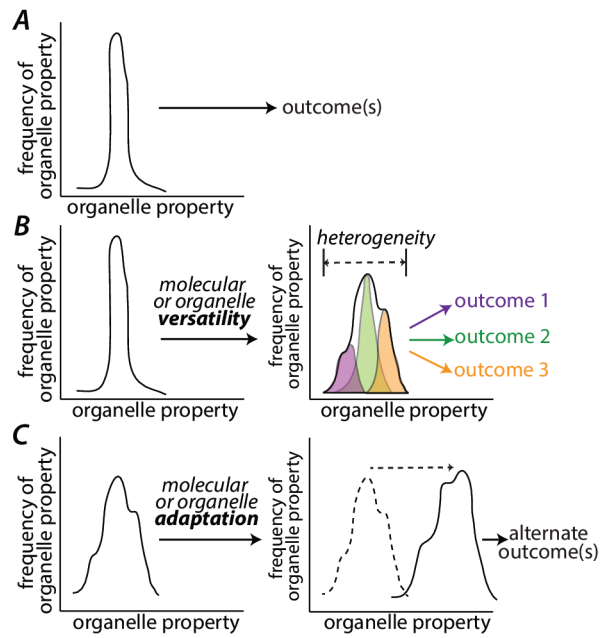 A
frequency of
organelle property
outcome(s)
organelle property
B
frequency of
organelle property
molecular
or organelle
versatility
organelle property
heterogeneity
frequency of
organelle property
outcome 1
outcome 2
outcome 3
organelle property
C
frequency of
organelle property
molecular
or organelle
adaptation
organelle property
frequency of
organelle property
alternate
outcome(s)
organelle property